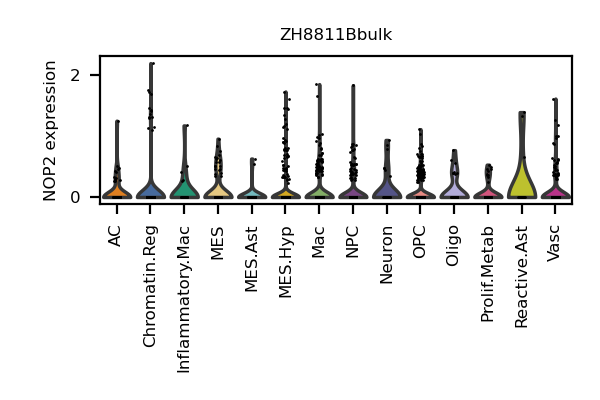 ZH8811Bbulk
NOP2 expression
2
0
AC
Chromatin.Reg
Inflammatory.Mac
MES
MES.Ast
MES.Hyp
Mac
NPC
Neuron
OPC
Oligo
Prolif.Metab
Reactive.Ast
Vasc